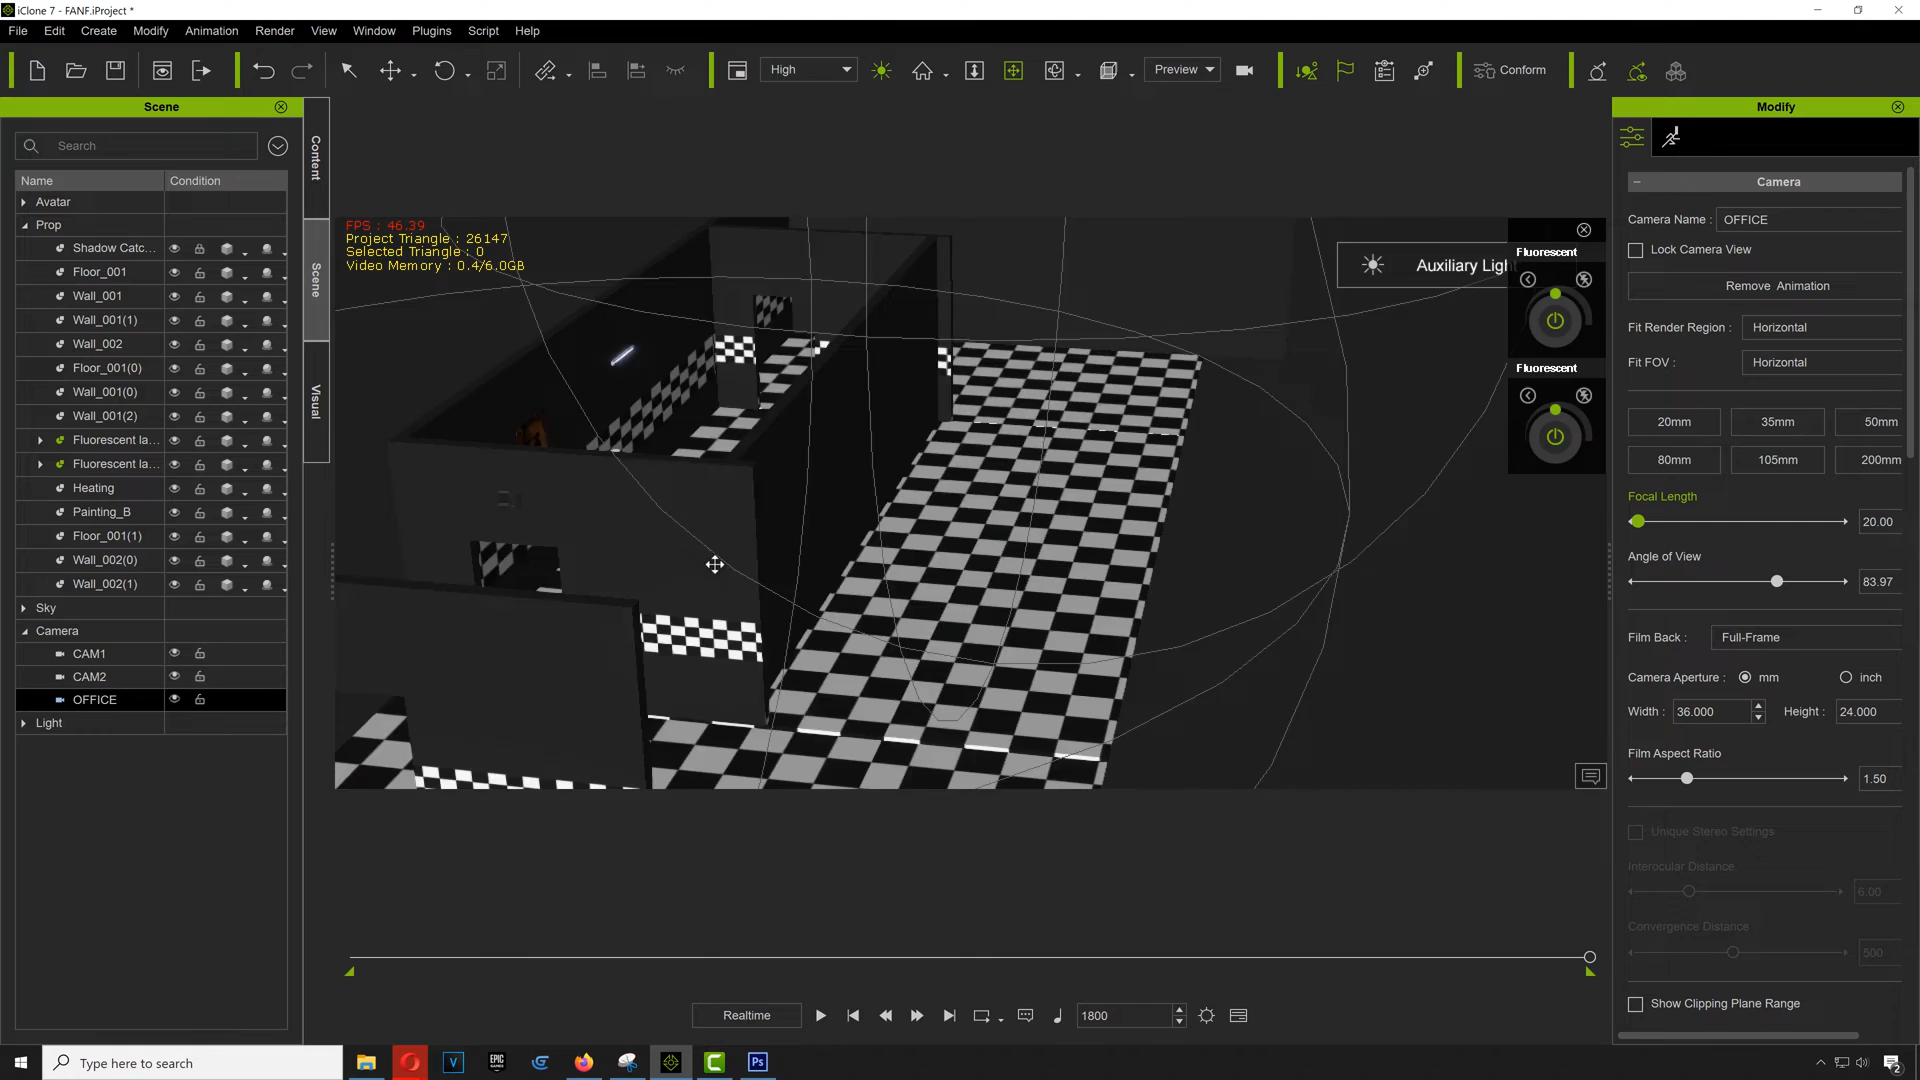 iClone 7 - FANF.iProject *
File Edit Create Modify Animation Render View Window Plugins Script Help
High
Preview
Conform
Scene
Search
Name Condition
Avatar
Prop
Shadow Catc...
Floor_001
Wall_001
Wall_001(1)
Wall_002
Floor_001(0)
Wall_001(0)
Wall_001(2)
Fluorescent la...
Fluorescent la...
Heating
Painting_B
Floor_001(1)
Wall_002(0)
Wall_002(1)
Sky
Camera
CAM1
CAM2
OFFICE
Light
Content
Scene
Visual
FPS : 46.39
Project Triangle : 26147
Selected Triangle : 0
Video Memory : 0.4/6.0GB
Auxiliary Ligh
Fluorescent
Fluorescent
Realtime
1800
Modify
Camera
Camera Name : OFFICE
Lock Camera View
Remove Animation
Fit Render Region : Horizontal
Fit FOV : Horizontal
20mm 35mm 50mm
80mm 105mm 200mm
Focal Length
20.00
Angle of View
83.97
Film Back : Full-Frame
Camera Aperture : mm inch
Width : 36.000 Height : 24.000
Film Aspect Ratio
1.50
Unique Stereo Settings
Interocular Distance
6.00
Convergence Distance
500
Show Clipping Plane Range
Type here to search
V
EPIC GAMES
Ps
2